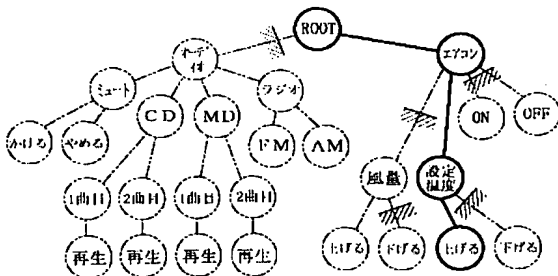 ROOT
オーディオ
エアコン
ミュート
CD
MD
ラジオ
ON
OFF
かける
やめる
FM
AM
風量
設定温度
1曲目
2曲目
1曲目
2曲目
上げる
下げる
上げる
下げる
再生
再生
再生
再生